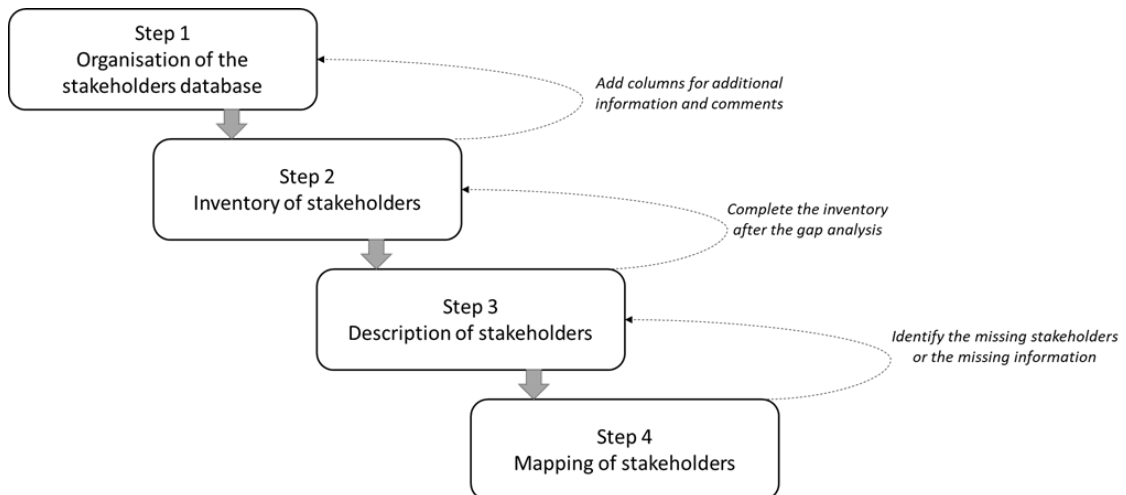 Step 1
Organisation of the
stakeholders database
Add columns for additional
information and comments
Step 2
Inventory of stakeholders
Complete the inventory
after the gap analysis
Step 3
Description of stakeholders
Identify the missing stakeholders
or the missing information
Step 4
Mapping of stakeholders